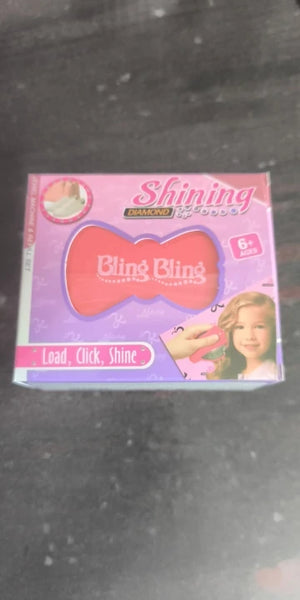 Shining
DIAMOND
6+
AGES
Bling Bling
Load, Click, Shine